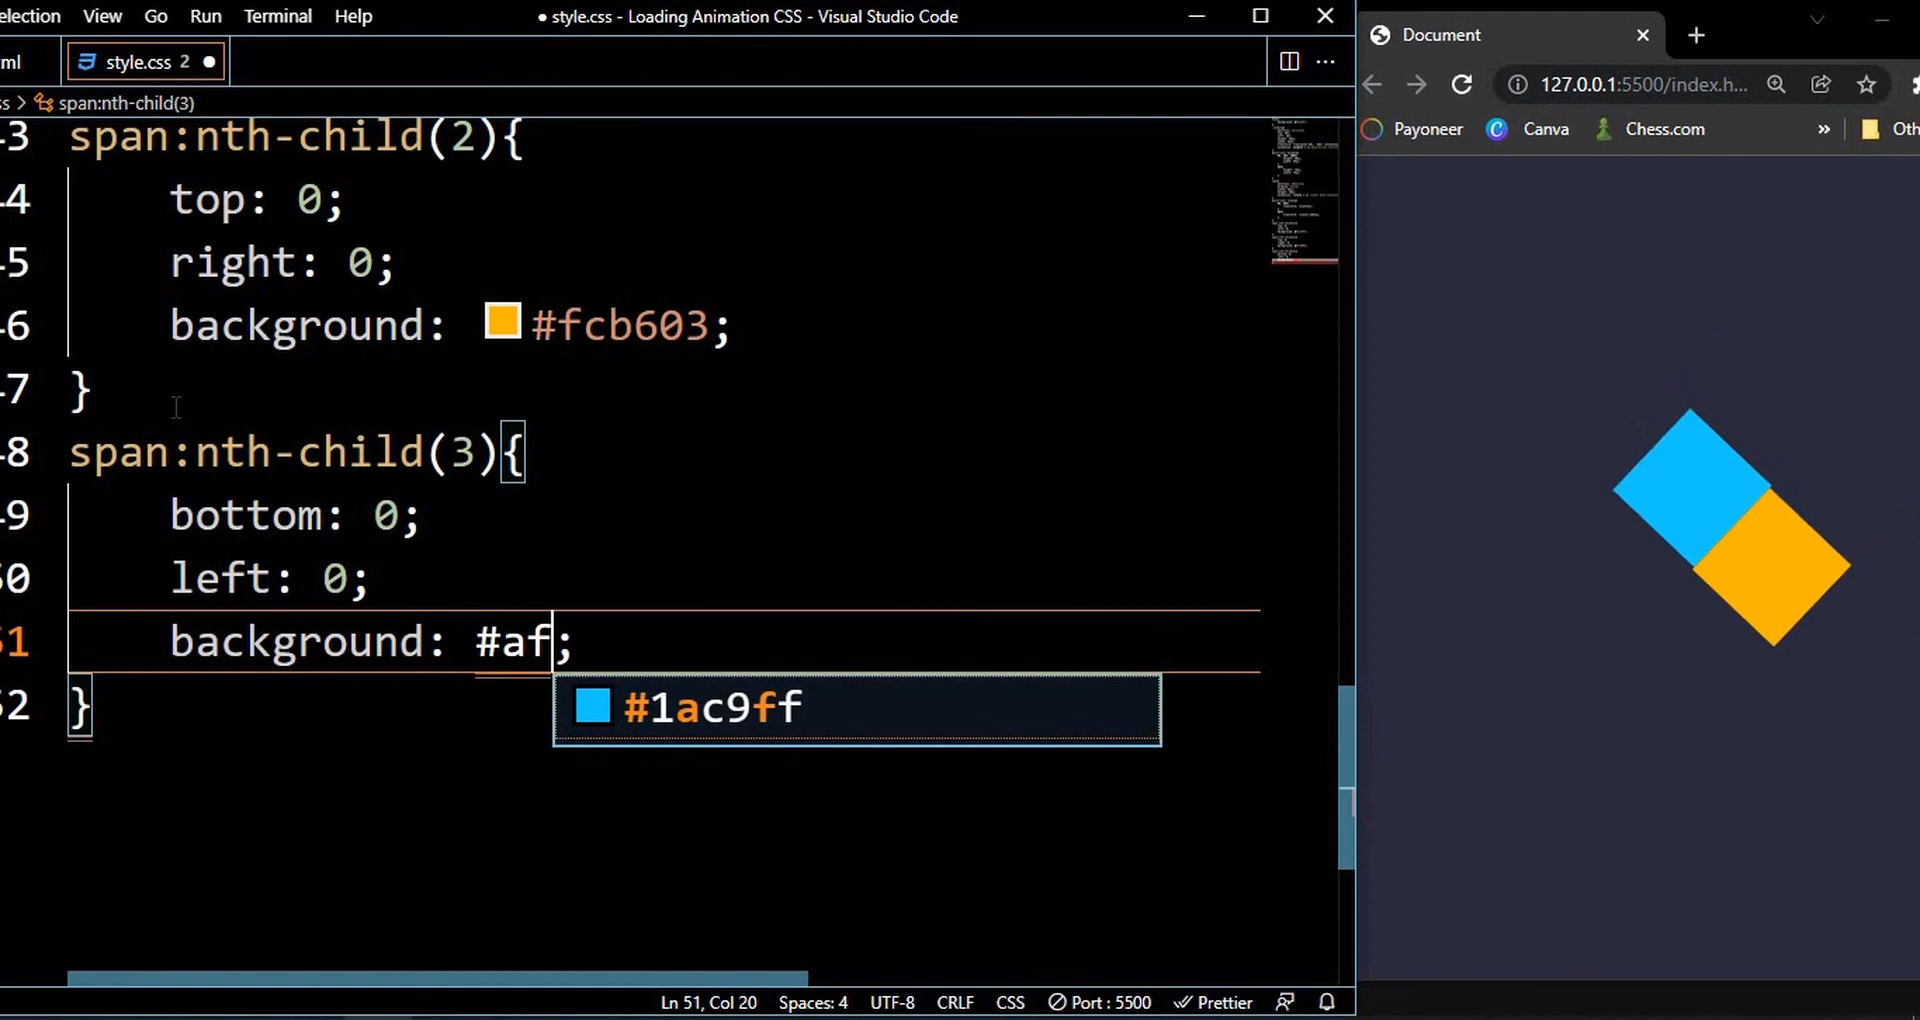 election View Go Run Terminal Help
● style.css - Loading Animation CSS - Visual Studio Code
ml
style.css 2 ●
ss > span:nth-child(3)
43 span:nth-child(2){
44 top: 0;
45 right: 0;
46 background: #fcb603;
47 }
48 span:nth-child(3){
49 bottom: 0;
50 left: 0;
51 background: #af;
52 }
#1ac9ff
Ln 51, Col 20 Spaces: 4 UTF-8 CRLF CSS Port : 5500 Prettier
Document
127.0.0.1:5500/index.h...
Payoneer Canva Chess.com » Oth